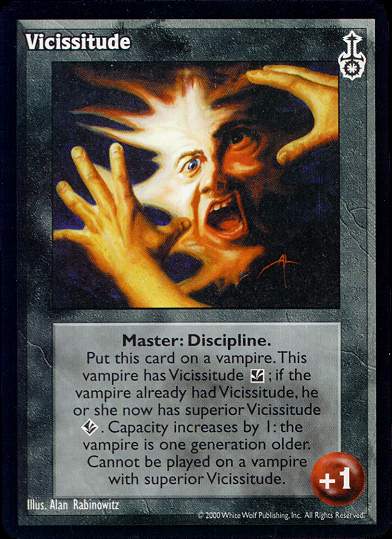 Vicissitude
AR
Master: Discipline.
Put this card on a vampire. This
vampire has Vicissitude ; if the
vampire already had Vicissitude, he
or she now has superior Vicissitude
. Capacity increases by 1: the
vampire is one generation older.
Cannot be played on a vampire
with superior Vicissitude.
+1
Illus. Alan Rabinowitz
© 2000 White Wolf Publishing, Inc. All Rights Reserved.